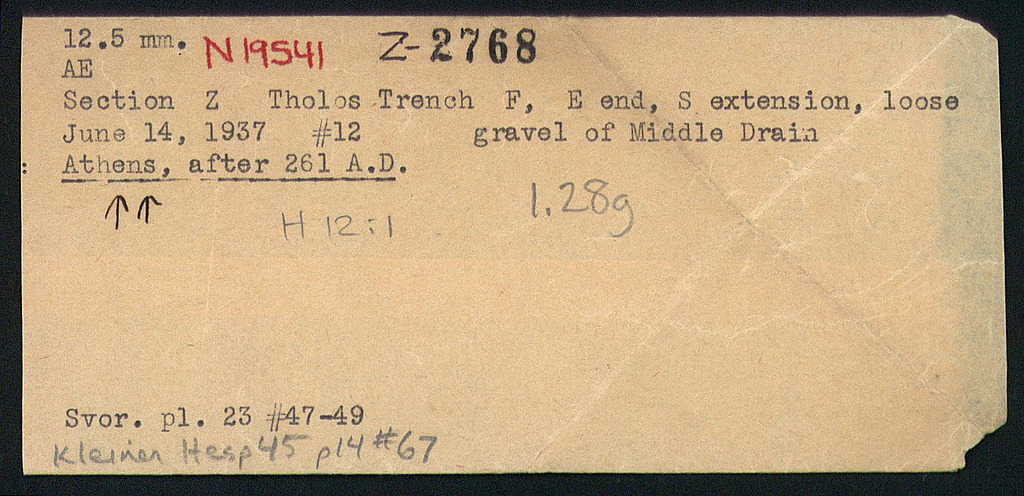 12.5 mm. N19541 Z-2768
AE
Section Z Tholos Trench F, E end, S extension, loose
June 14, 1937 #12 gravel of Middle Drain
: Athens, after 261 A.D.
↑↑ H 12:1 1.28g
Svor. pl. 23 #47-49
Kleiner Hesp 45 p14 #67